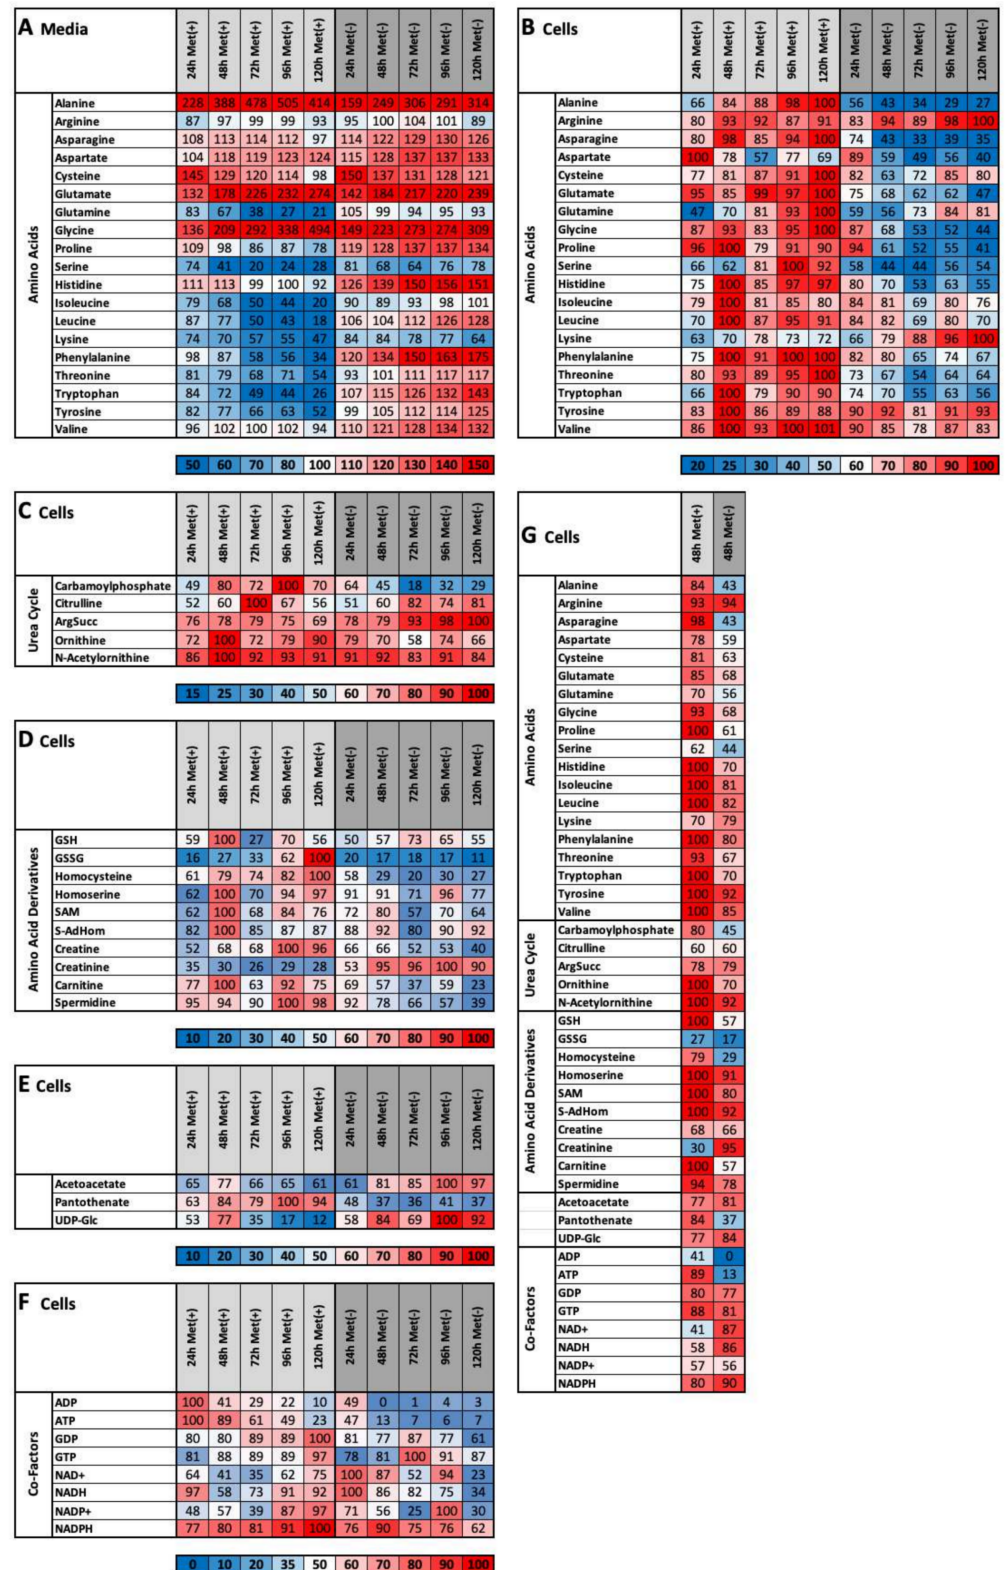 A Media
24h Met(+) 48h Met(+) 72h Met(+) 96h Met(+) 120h Met(+) 24h Met(-) 48h Met(-) 72h Met(-) 96h Met(-) 120h Met(-)
Amino Acids
Alanine 228 388 478 505 414 159 249 306 291 314
Arginine 87 97 99 99 93 95 100 104 101 89
Asparagine 108 113 114 112 97 114 122 129 130 126
Aspartate 104 118 119 123 124 115 128 137 137 133
Cysteine 145 129 120 114 98 150 137 131 128 121
Glutamate 132 178 226 232 274 142 184 217 220 239
Glutamine 83 67 38 27 21 105 99 94 95 93
Glycine 136 209 292 338 494 149 223 273 274 309
Proline 109 98 86 87 78 119 128 137 137 134
Serine 74 41 20 24 28 81 68 64 76 78
Histidine 111 113 99 100 92 126 139 150 156 151
Isoleucine 79 68 50 44 20 90 89 93 98 101
Leucine 87 77 50 43 18 106 104 112 126 128
Lysine 74 70 57 55 47 84 84 78 77 64
Phenylalanine 98 87 58 56 34 120 134 150 163 175
Threonine 81 79 68 71 54 93 101 111 117 117
Tryptophan 84 72 49 44 26 107 115 126 132 143
Tyrosine 82 77 66 63 52 99 105 112 114 125
Valine 96 102 100 102 94 110 121 128 134 132
50 60 70 80 100 110 120 130 140 150
B Cells
24h Met(+) 48h Met(+) 72h Met(+) 96h Met(+) 120h Met(+) 24h Met(-) 48h Met(-) 72h Met(-) 96h Met(-) 120h Met(-)
Amino Acids
Alanine 66 84 88 98 100 56 43 34 29 27
Arginine 80 93 92 87 91 83 94 89 98 100
Asparagine 80 98 85 94 100 74 43 33 39 35
Aspartate 100 78 57 77 69 89 59 49 56 40
Cysteine 77 81 87 91 100 82 63 72 85 80
Glutamate 95 85 99 97 100 75 68 62 62 47
Glutamine 47 70 81 93 100 59 56 73 84 81
Glycine 87 93 83 95 100 87 68 53 52 44
Proline 96 100 79 91 90 94 61 52 55 41
Serine 66 62 81 100 92 58 44 44 56 54
Histidine 75 100 85 97 97 80 70 53 63 55
Isoleucine 79 100 81 85 80 84 81 69 80 76
Leucine 70 100 87 95 91 84 82 69 80 70
Lysine 63 70 78 73 72 66 79 88 96 100
Phenylalanine 75 100 91 100 100 82 80 65 74 67
Threonine 80 93 89 95 100 73 67 54 64 64
Tryptophan 66 100 79 90 90 74 70 55 63 56
Tyrosine 83 100 86 89 88 90 92 81 91 93
Valine 86 100 93 100 101 90 85 78 87 83
20 25 30 40 50 60 70 80 90 100
C Cells
24h Met(+) 48h Met(+) 72h Met(+) 96h Met(+) 120h Met(+) 24h Met(-) 48h Met(-) 72h Met(-) 96h Met(-) 120h Met(-)
Urea Cycle
Carbamoylphosphate 49 80 72 100 70 64 45 18 32 29
Citrulline 52 60 100 67 56 51 60 82 74 81
ArgSucc 76 78 79 75 69 78 79 93 98 100
Ornithine 72 100 72 79 90 79 70 58 74 66
N-Acetylornithine 86 100 92 93 91 91 92 83 91 84
15 25 30 40 50 60 70 80 90 100
D Cells
24h Met(+) 48h Met(+) 72h Met(+) 96h Met(+) 120h Met(+) 24h Met(-) 48h Met(-) 72h Met(-) 96h Met(-) 120h Met(-)
Amino Acid Derivatives
GSH 59 100 27 70 56 50 57 73 65 55
GSSG 16 27 33 62 100 20 17 18 17 11
Homocysteine 61 79 74 82 100 58 29 20 30 27
Homoserine 62 100 70 94 97 91 91 71 96 77
SAM 62 100 68 84 76 72 80 57 70 64
S-AdHom 82 100 85 87 87 88 92 80 90 92
Creatine 52 68 68 100 96 66 66 52 53 40
Creatinine 35 30 26 29 28 53 95 96 100 90
Carnitine 77 100 63 92 75 69 57 37 59 23
Spermidine 95 94 90 100 98 92 78 66 57 39
10 20 30 40 50 60 70 80 90 100
E Cells
24h Met(+) 48h Met(+) 72h Met(+) 96h Met(+) 120h Met(+) 24h Met(-) 48h Met(-) 72h Met(-) 96h Met(-) 120h Met(-)
Acetoacetate 65 77 66 65 61 61 81 85 100 97
Pantothenate 63 84 79 100 94 48 37 36 41 37
UDP-Glc 53 77 35 17 12 58 84 69 100 92
10 20 30 40 50 60 70 80 90 100
F Cells
24h Met(+) 48h Met(+) 72h Met(+) 96h Met(+) 120h Met(+) 24h Met(-) 48h Met(-) 72h Met(-) 96h Met(-) 120h Met(-)
Co-Factors
ADP 100 41 29 22 10 49 0 1 4 3
ATP 100 89 61 49 23 47 13 7 6 7
GDP 80 80 89 89 100 81 77 87 77 61
GTP 81 88 89 89 97 78 81 100 91 87
NAD+ 64 41 35 62 75 100 87 52 94 23
NADH 97 58 73 91 92 100 86 82 75 34
NADP+ 48 57 39 87 97 71 56 25 100 30
NADPH 77 80 81 91 100 76 90 75 76 62
0 10 20 35 50 60 70 80 90 100
G Cells
48h Met(+) 48h Met(-)
Amino Acids
Alanine 84 43
Arginine 93 94
Asparagine 98 43
Aspartate 78 59
Cysteine 81 63
Glutamate 85 68
Glutamine 70 56
Glycine 93 68
Proline 100 61
Serine 62 44
Histidine 100 70
Isoleucine 100 81
Leucine 100 82
Lysine 70 79
Phenylalanine 100 80
Threonine 93 67
Tryptophan 100 70
Tyrosine 100 92
Valine 100 85
Urea Cycle
Carbamoylphosphate 80 45
Citrulline 60 60
ArgSucc 78 79
Ornithine 100 70
N-Acetylornithine 100 92
Amino Acid Derivatives
GSH 100 57
GSSG 27 17
Homocysteine 79 29
Homoserine 100 91
SAM 100 80
S-AdHom 100 92
Creatine 68 66
Creatinine 30 95
Carnitine 100 57
Spermidine 94 78
Acetoacetate 77 81
Pantothenate 84 37
UDP-Glc 77 84
Co-Factors
ADP 41 0
ATP 89 13
GDP 80 77
GTP 88 81
NAD+ 41 87
NADH 58 86
NADP+ 57 56
NADPH 80 90